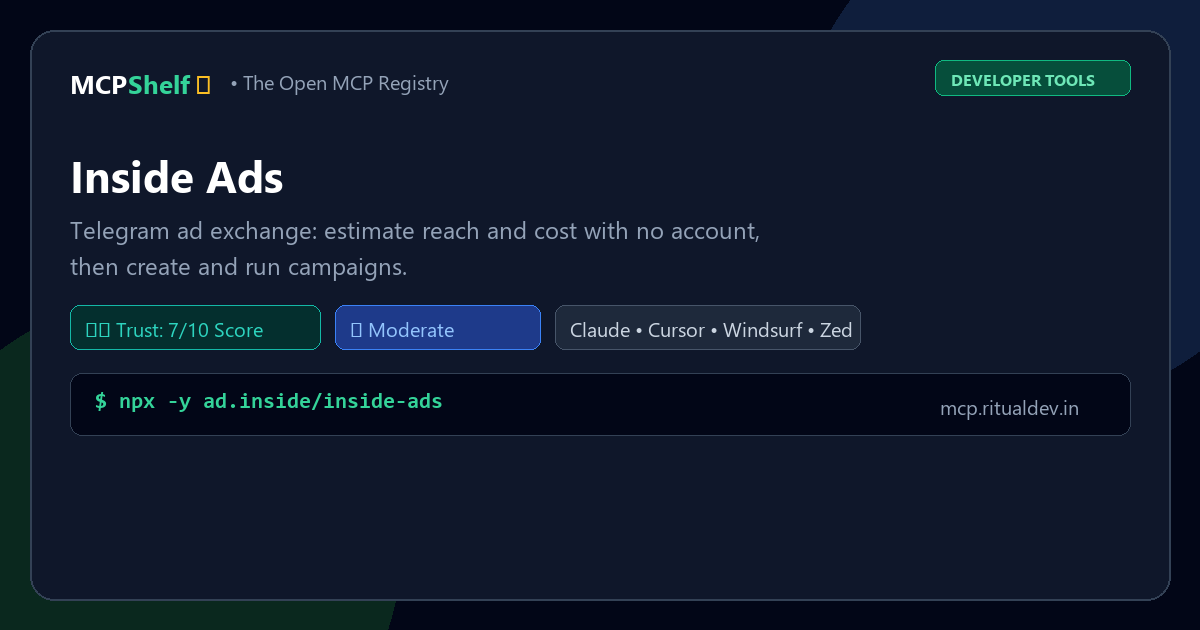 MCPShelf • The Open MCP Registry
DEVELOPER TOOLS
Inside Ads
Telegram ad exchange: estimate reach and cost with no account,
then create and run campaigns.
Trust: 7/10 Score
Moderate
Claude • Cursor • Windsurf • Zed
$ npx -y ad.inside/inside-ads
mcp.ritualdev.in